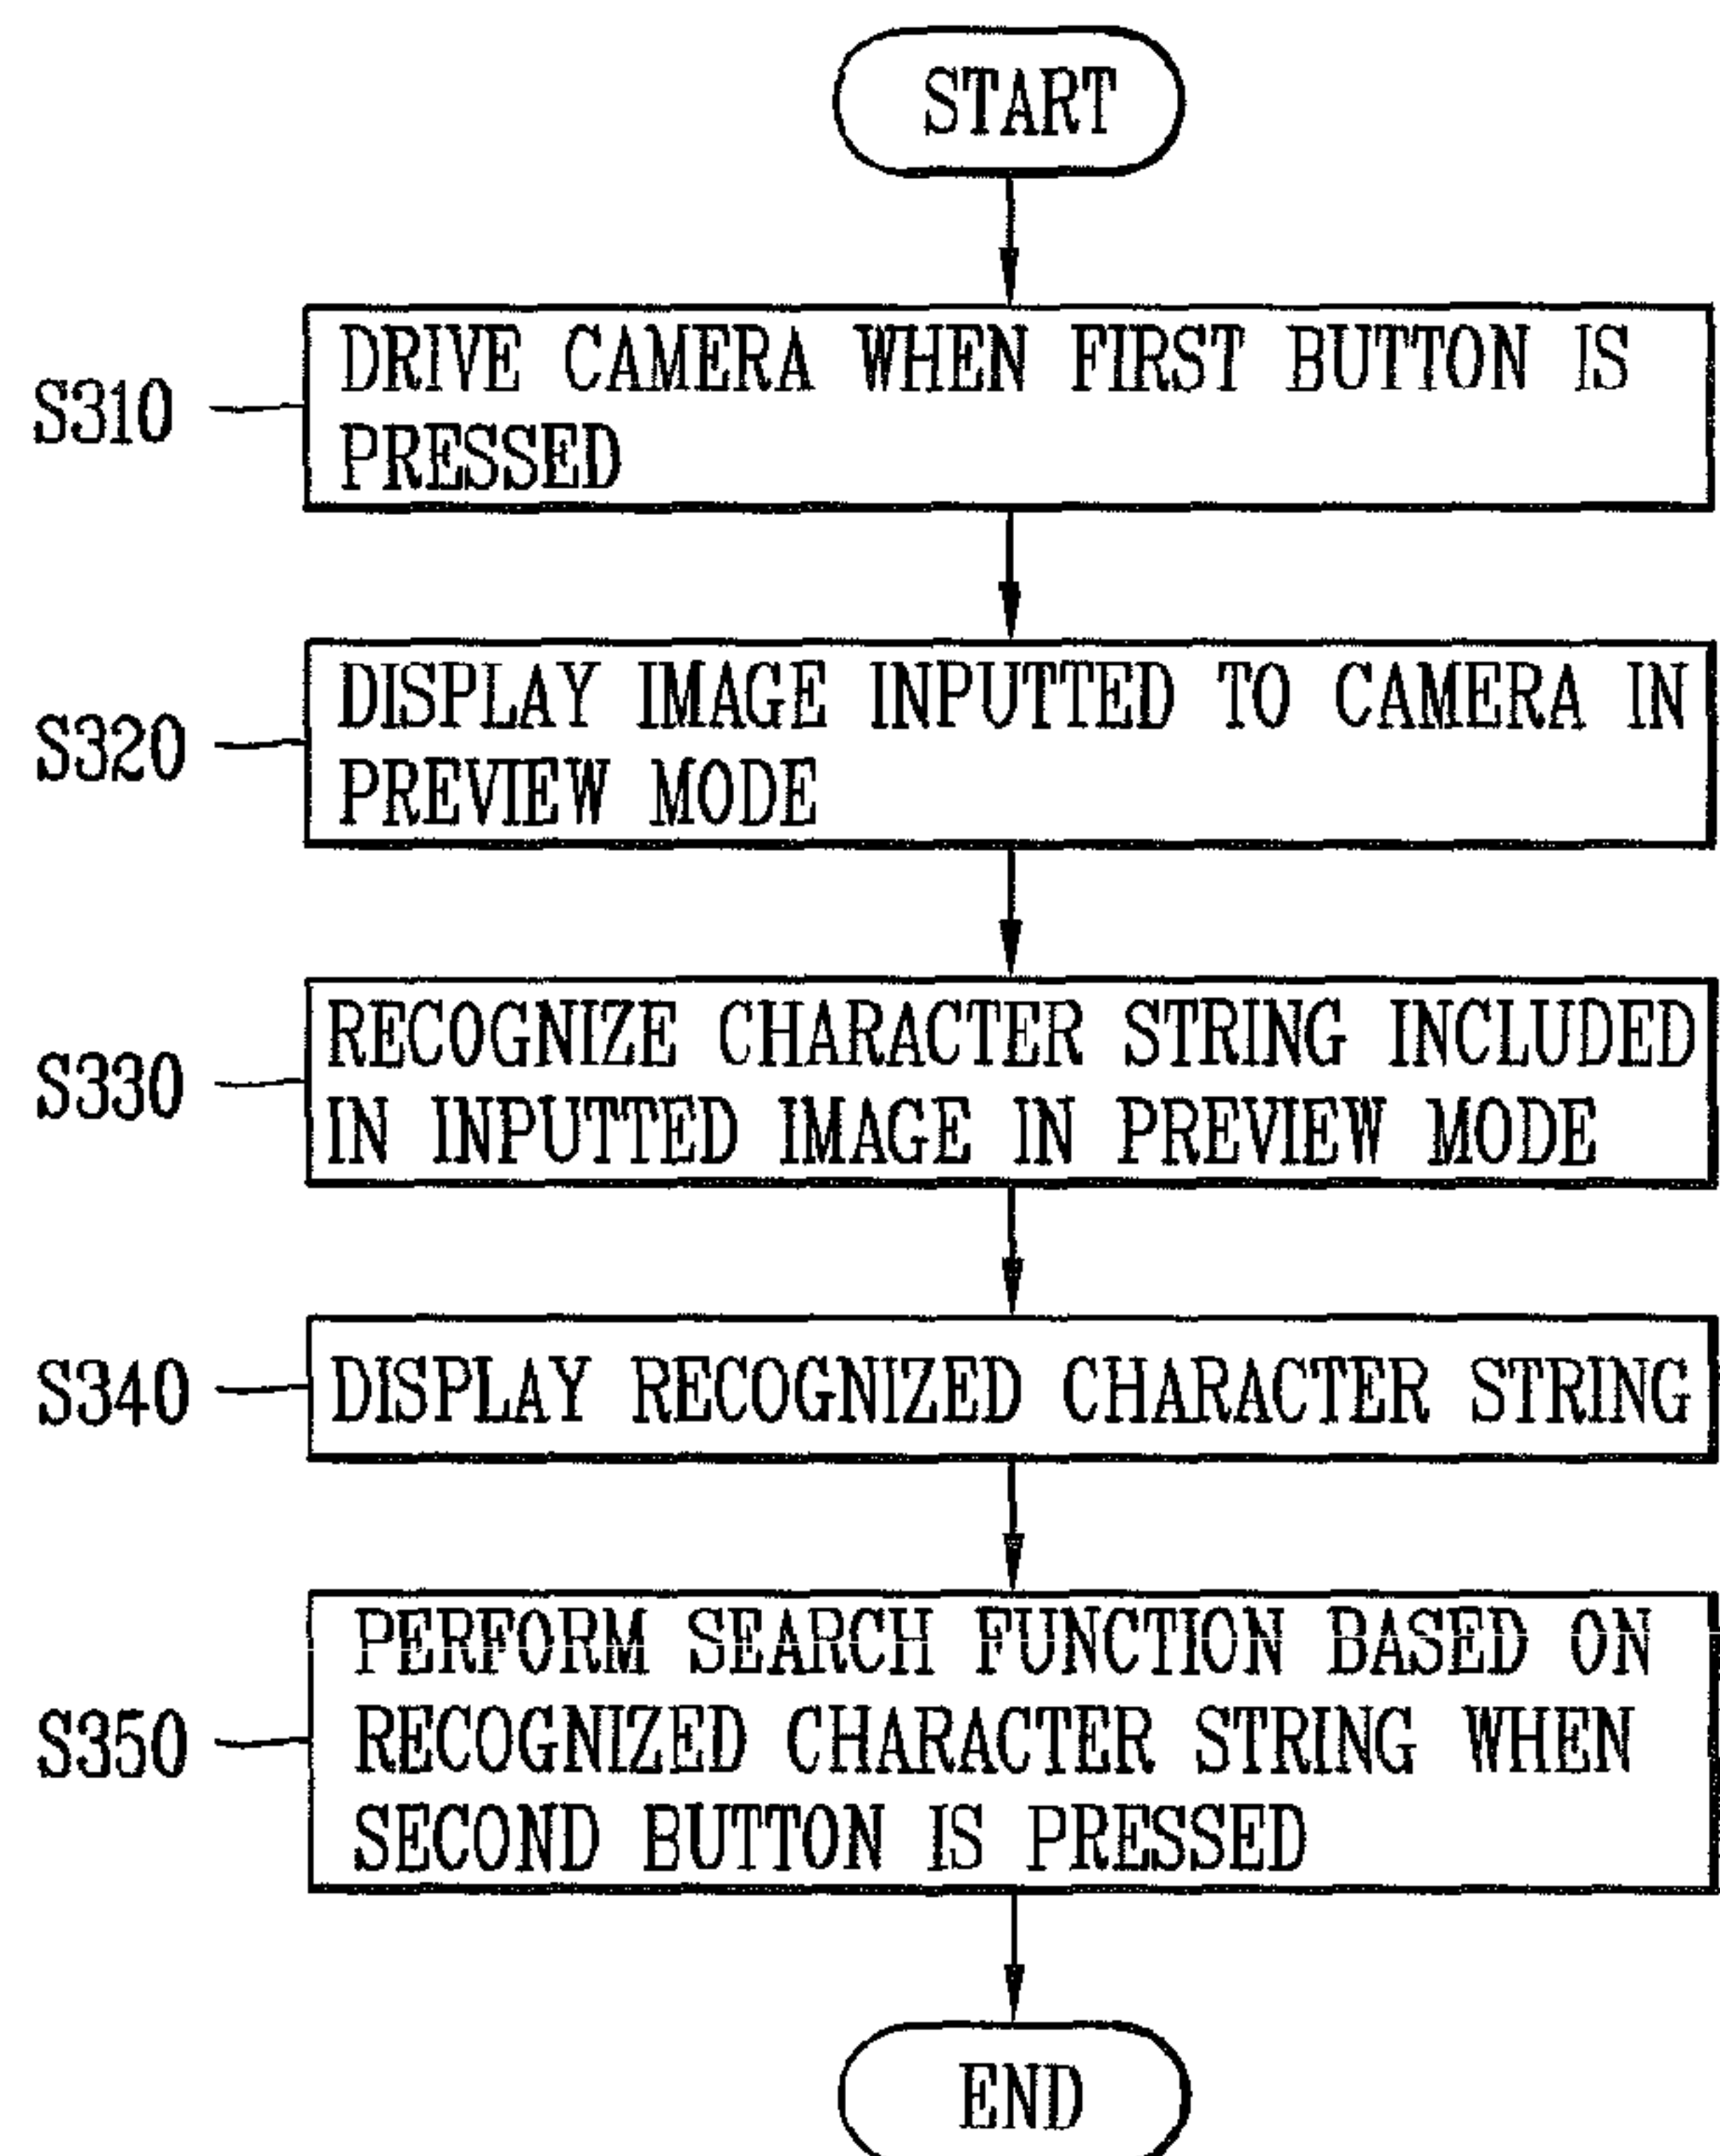 START
S310
DRIVE CAMERA WHEN FIRST BUTTON IS
PRESSED
S320
DISPLAY IMAGE INPUTTED TO CAMERA IN
PREVIEW MODE
S330
RECOGNIZE CHARACTER STRING INCLUDED
IN INPUTTED IMAGE IN PREVIEW MODE
S340
DISPLAY RECOGNIZED CHARACTER STRING
S350
PERFORM SEARCH FUNCTION BASED ON
RECOGNIZED CHARACTER STRING WHEN
SECOND BUTTON IS PRESSED
END